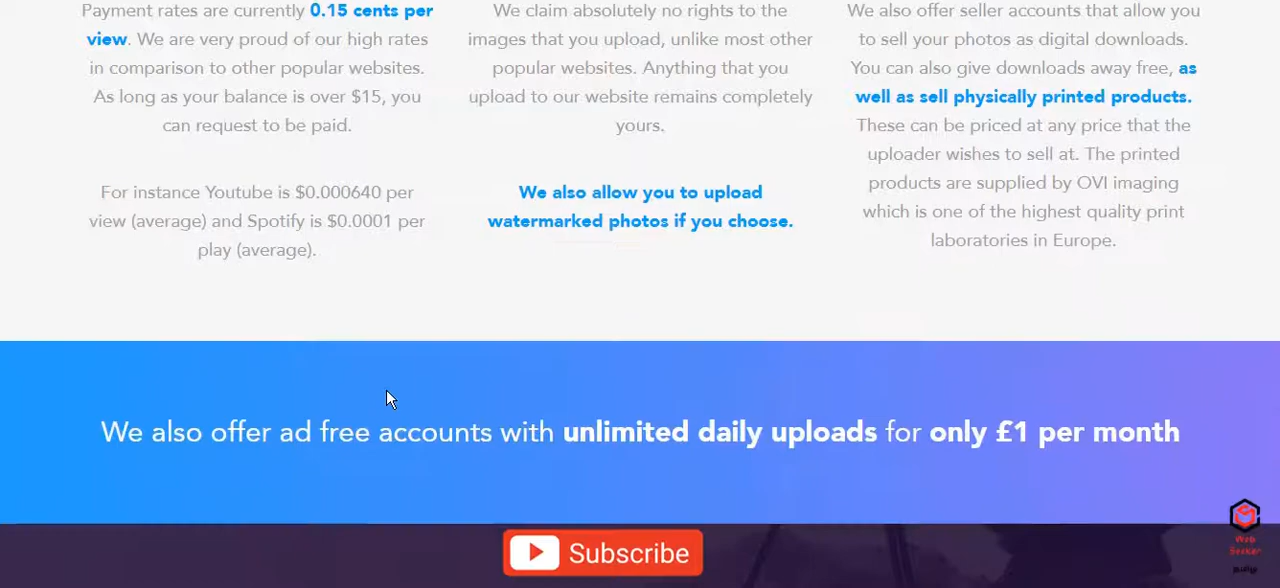 Payment rates are currently 0.15 cents per
view. We are very proud of our high rates
in comparison to other popular websites.
As long as your balance is over $15, you
can request to be paid.
For instance Youtube is $0.000640 per
view (average) and Spotify is $0.0001 per
play (average).
We claim absolutely no rights to the
images that you upload, unlike most other
popular websites. Anything that you
upload to our website remains completely
yours.
We also allow you to upload
watermarked photos if you choose.
We also offer seller accounts that allow you
to sell your photos as digital downloads.
You can also give downloads away free, as
well as sell physically printed products.
These can be priced at any price that the
uploader wishes to sell at. The printed
products are supplied by OVI imaging
which is one of the highest quality print
laboratories in Europe.
We also offer ad free accounts with unlimited daily uploads for only £1 per month
Subscribe
Web
Seeker
தமிழ்